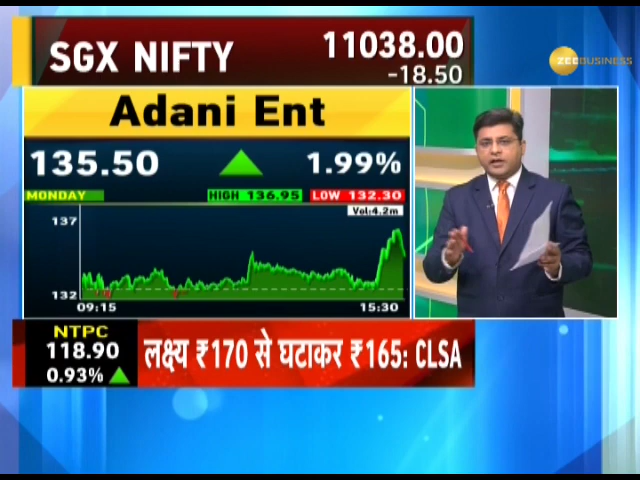 SGX NIFTY
11038.00
-18.50
ZEE BUSINESS
Adani Ent
135.50 1.99%
MONDAY HIGH 136.95 LOW 132.30
Vol:4.2m
137
132
09:15 15:30
NTPC
118.90
0.93%
लक्ष्य ₹170 से घटाकर ₹165: CLSA